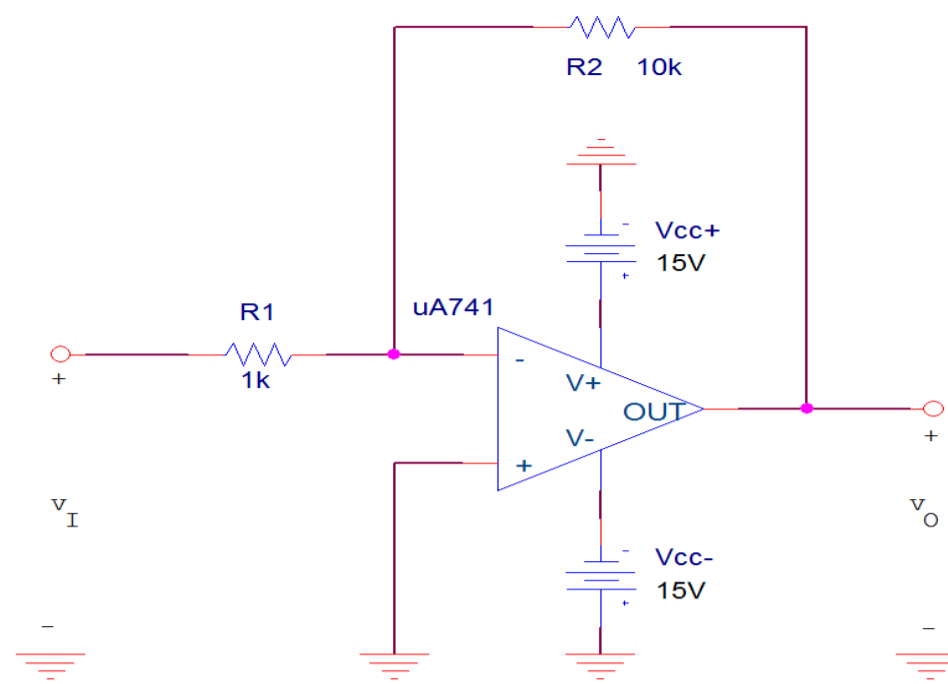 R2 10k
-
Vcc+
15V
+
uA741
R1
1k
-
V+
OUT
V-
+
+
+
vI
vO
-
Vcc-
15V
+
-
-